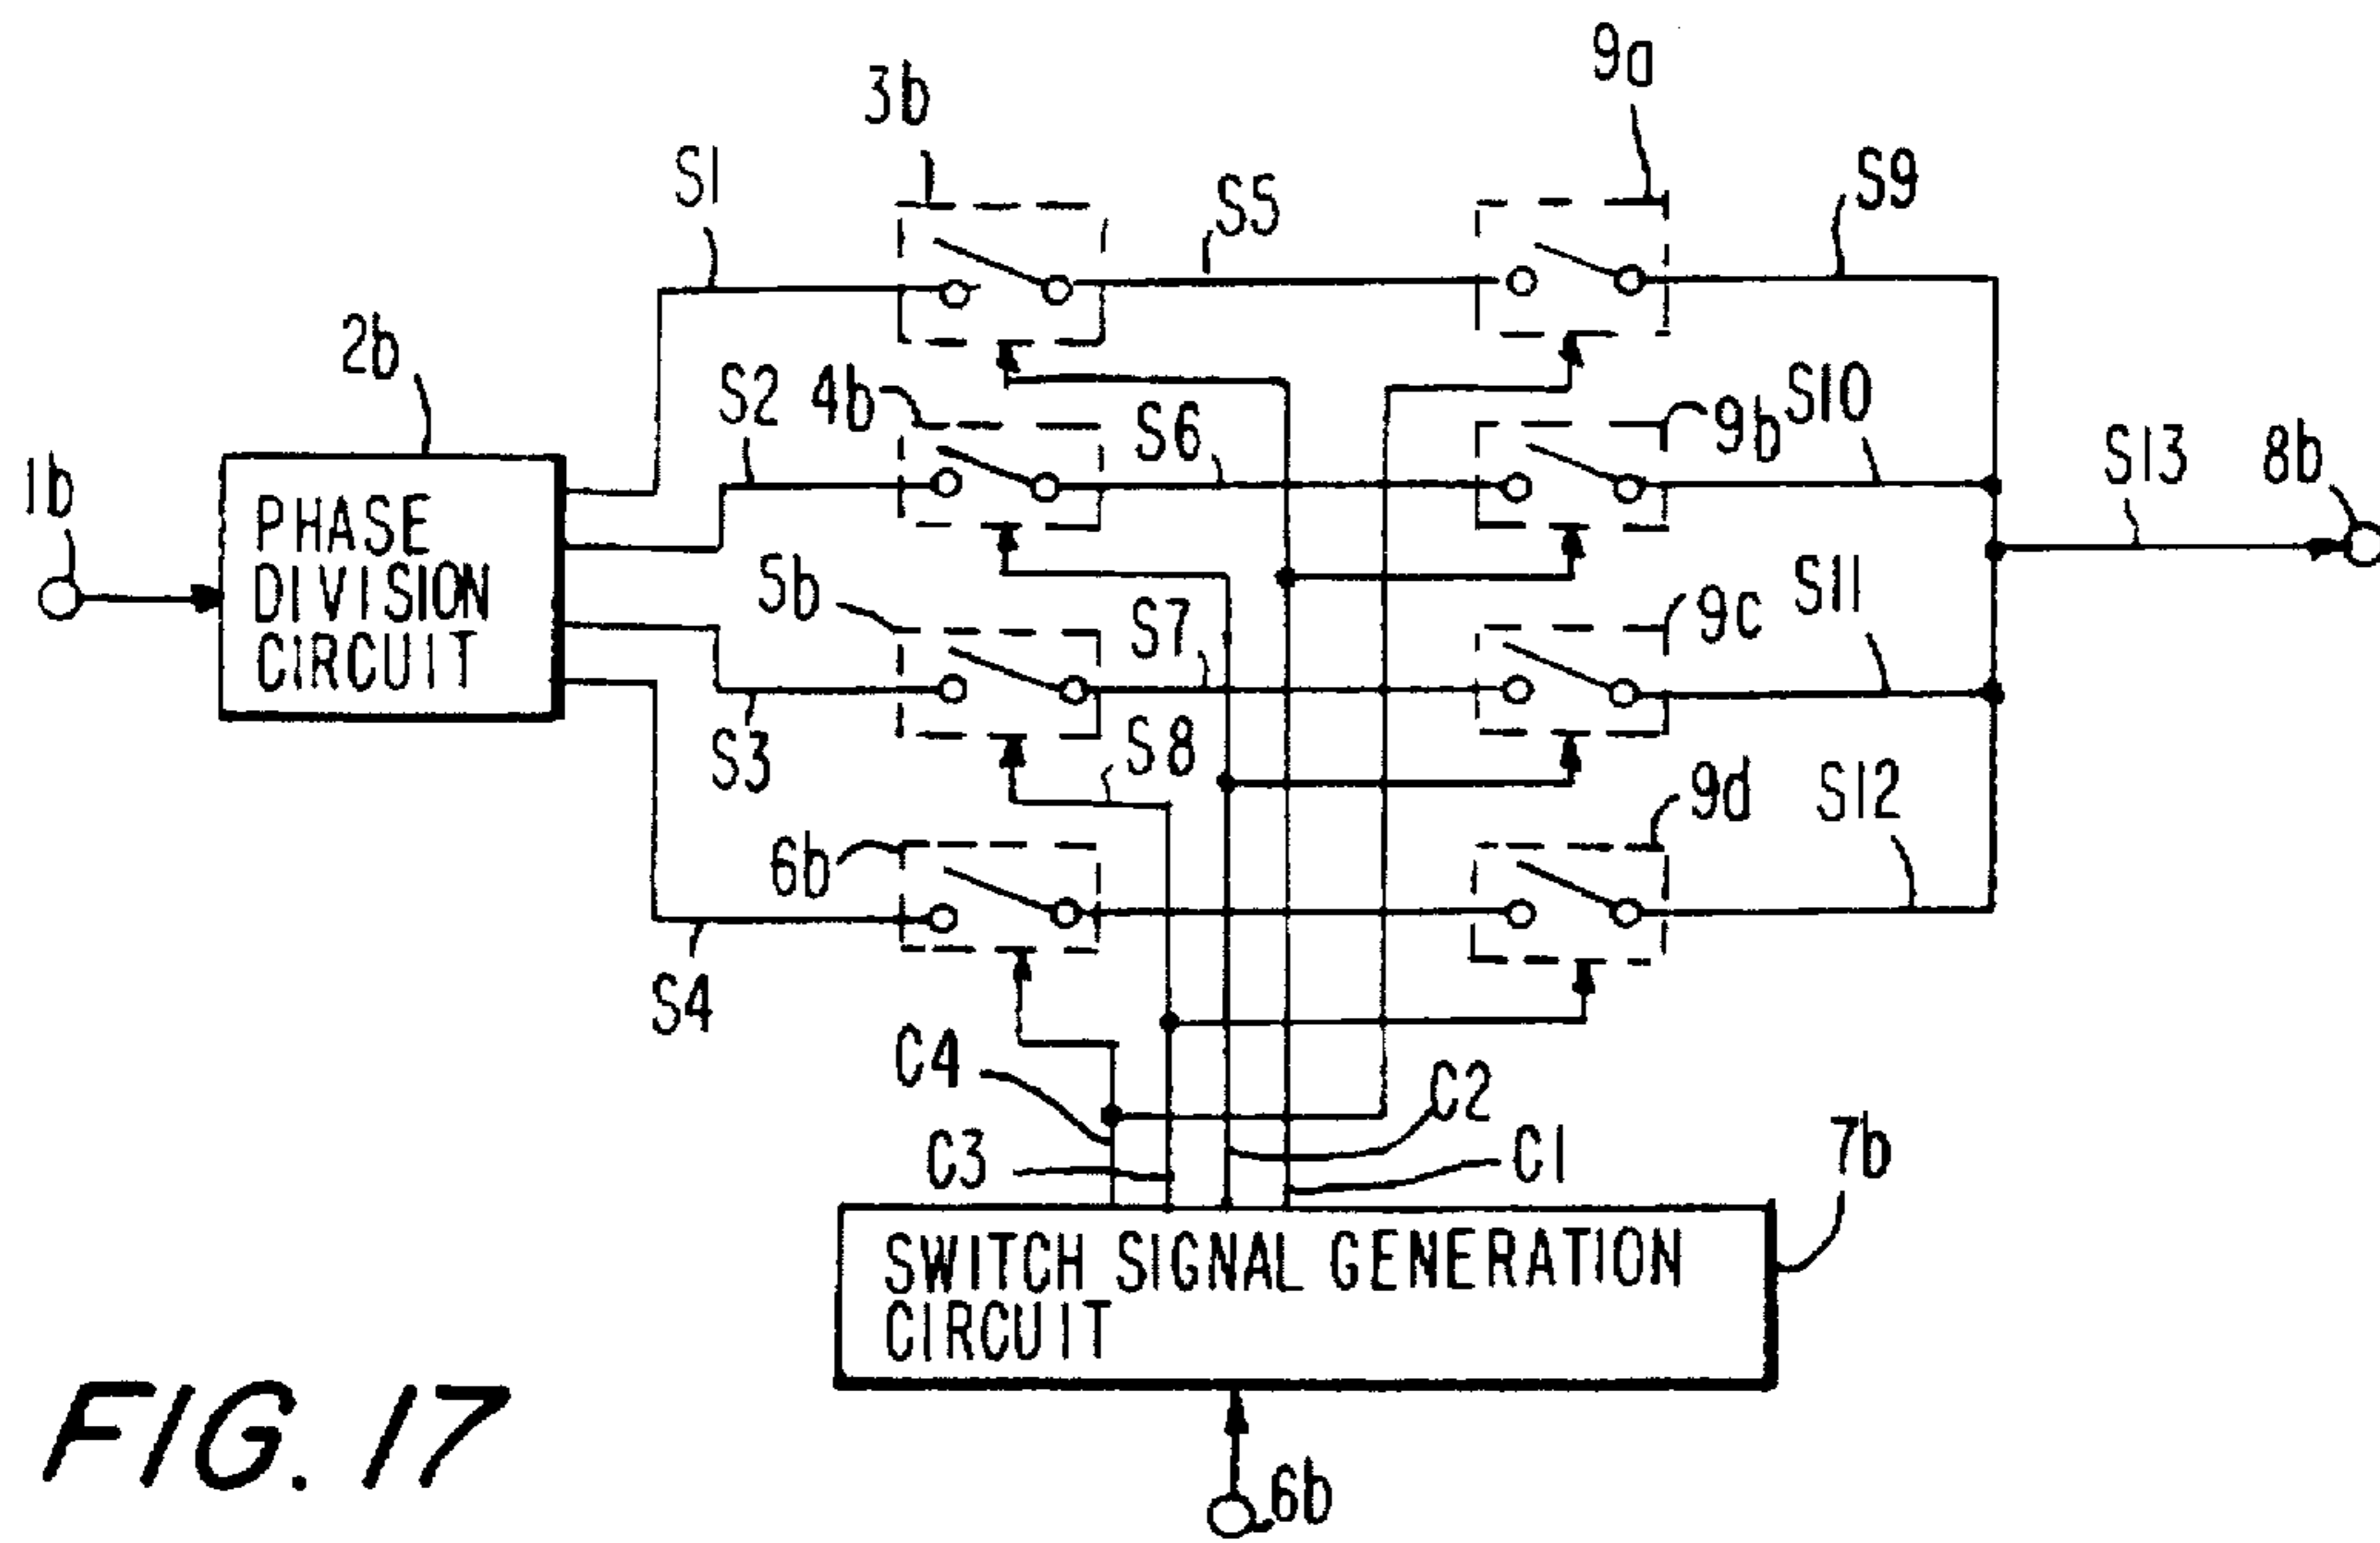 9a
3b
S1
S5
S9
2b
S2
4b
S6
9b
S10
S13
8b
1b
PHASE
DIVISION
CIRCUIT
5b
S7
9c
S11
S3
S8
9d
S12
6b
S4
C4
C2
C3
C1
7b
SWITCH SIGNAL GENERATION
CIRCUIT
FIG. 17
6b